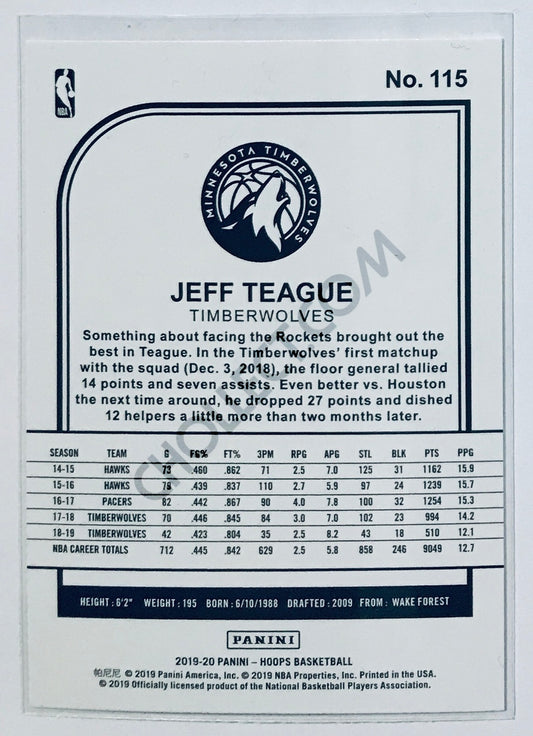 NBA
No. 115
MINNESOTA TIMBERWOLVES
JEFF TEAGUE
TIMBERWOLVES
Something about facing the Rockets brought out the
best in Teague. In the Timberwolves' first matchup
with the squad (Dec. 3, 2018), the floor general tallied
14 points and seven assists. Even better vs. Houston
the next time around, he dropped 27 points and dished
12 helpers a little more than two months later.
SEASON TEAM G FG% FT% 3PM RPG APG STL BLK PTS PPG
14-15 HAWKS 73 .460 .862 71 2.5 7.0 125 31 1162 15.9
15-16 HAWKS 79 .439 .837 110 2.7 5.9 97 24 1239 15.7
16-17 PACERS 82 .442 .867 90 4.0 7.8 100 32 1254 15.3
17-18 TIMBERWOLVES 70 .446 .845 84 3.0 7.0 102 23 994 14.2
18-19 TIMBERWOLVES 42 .423 .804 35 2.5 8.2 43 18 510 12.1
NBA CAREER TOTALS 712 .445 .842 629 2.5 5.8 858 246 9049 12.7
HEIGHT : 6'2" WEIGHT : 195 BORN : 6/10/1988 DRAFTED : 2009 FROM : WAKE FOREST
PANINI
2019-20 PANINI – HOOPS BASKETBALL
帕尼尼 © 2019 Panini America, Inc. © 2019 NBA Properties, Inc. Printed in the USA.
© 2019 Officially licensed product of the National Basketball Players Association.
CHOLLECT.COM